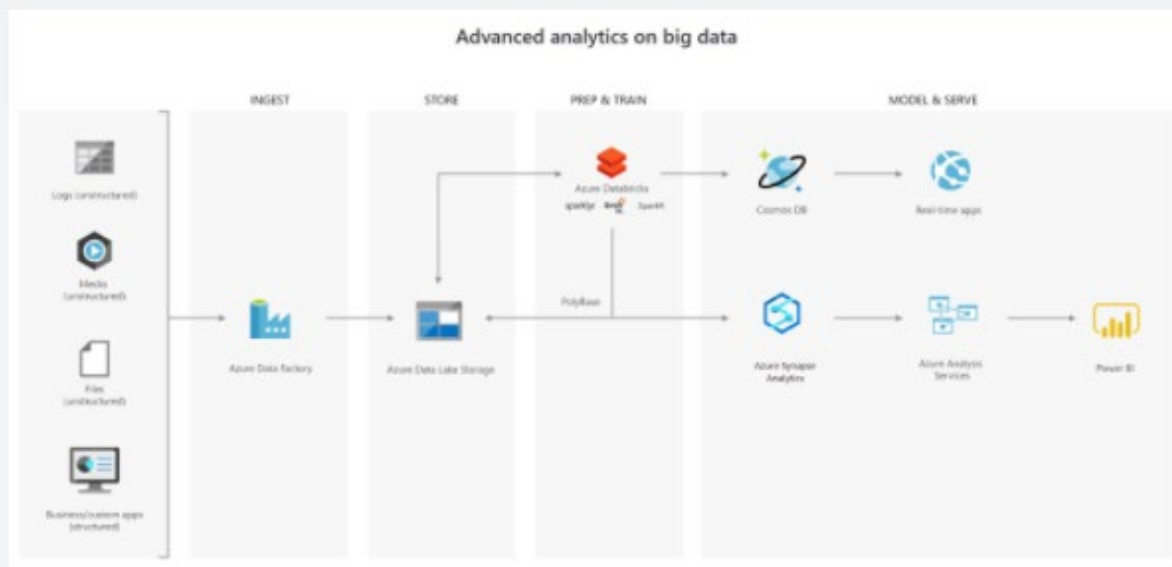 Advanced analytics on big data
INGEST
STORE
PREP & TRAIN
MODEL & SERVE
Logs (unstructured)
Media
(unstructured)
Files
(unstructured)
Business/custom apps
(structured)
Azure Data Factory
Azure Data Lake Storage
Azure Databricks
sparklyr
SparkR
PolyBase
Cosmos DB
Real-time apps
Azure Synapse
Analytics
Azure Analysis
Services
Power BI